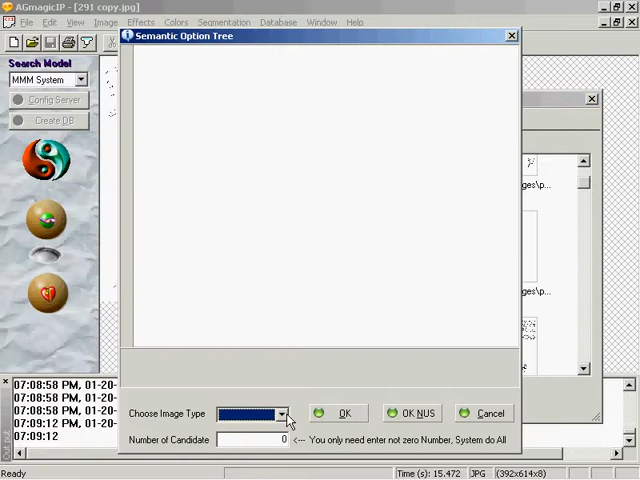 AGmagicIP - [291 copy.jpg]
File Edit View Image Effects Colors Segmentation Database Window Help
Semantic Option Tree
Search Model
MMM System
Config Server
Create DB
ges\p...
ages\p...
07:08:58 PM, 01-20-
07:08:58 PM, 01-20-
07:08:58 PM, 01-20-
07:09:12 PM, 01-20-
07:09:12
Out put
Choose Image Type
OK
OK NUS
Cancel
Number of Candidate
0
<--- You only need enter not zero Number, System do All
Ready
Time (s): 15.472
JPG
(392x614x8)